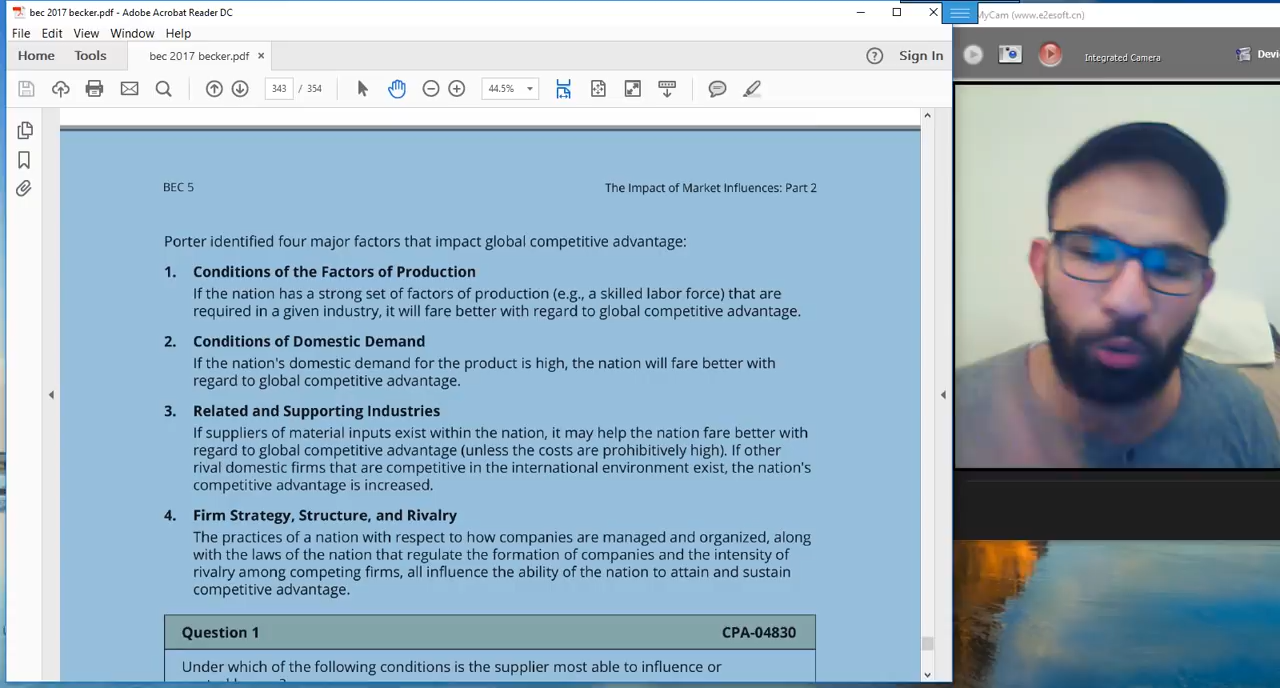 bec 2017 becker.pdf - Adobe Acrobat Reader DC
MyCam (www.e2esoft.cn)
File Edit View Window Help
Home Tools bec 2017 becker.pdf × ? Sign In
Integrated Camera Devi
343 / 354 44.5%
BEC 5 The Impact of Market Influences: Part 2
Porter identified four major factors that impact global competitive advantage:
1. Conditions of the Factors of Production
If the nation has a strong set of factors of production (e.g., a skilled labor force) that are
required in a given industry, it will fare better with regard to global competitive advantage.
2. Conditions of Domestic Demand
If the nation's domestic demand for the product is high, the nation will fare better with
regard to global competitive advantage.
3. Related and Supporting Industries
If suppliers of material inputs exist within the nation, it may help the nation fare better with
regard to global competitive advantage (unless the costs are prohibitively high). If other
rival domestic firms that are competitive in the international environment exist, the nation's
competitive advantage is increased.
4. Firm Strategy, Structure, and Rivalry
The practices of a nation with respect to how companies are managed and organized, along
with the laws of the nation that regulate the formation of companies and the intensity of
rivalry among competing firms, all influence the ability of the nation to attain and sustain
competitive advantage.
Question 1 CPA-04830
Under which of the following conditions is the supplier most able to influence or